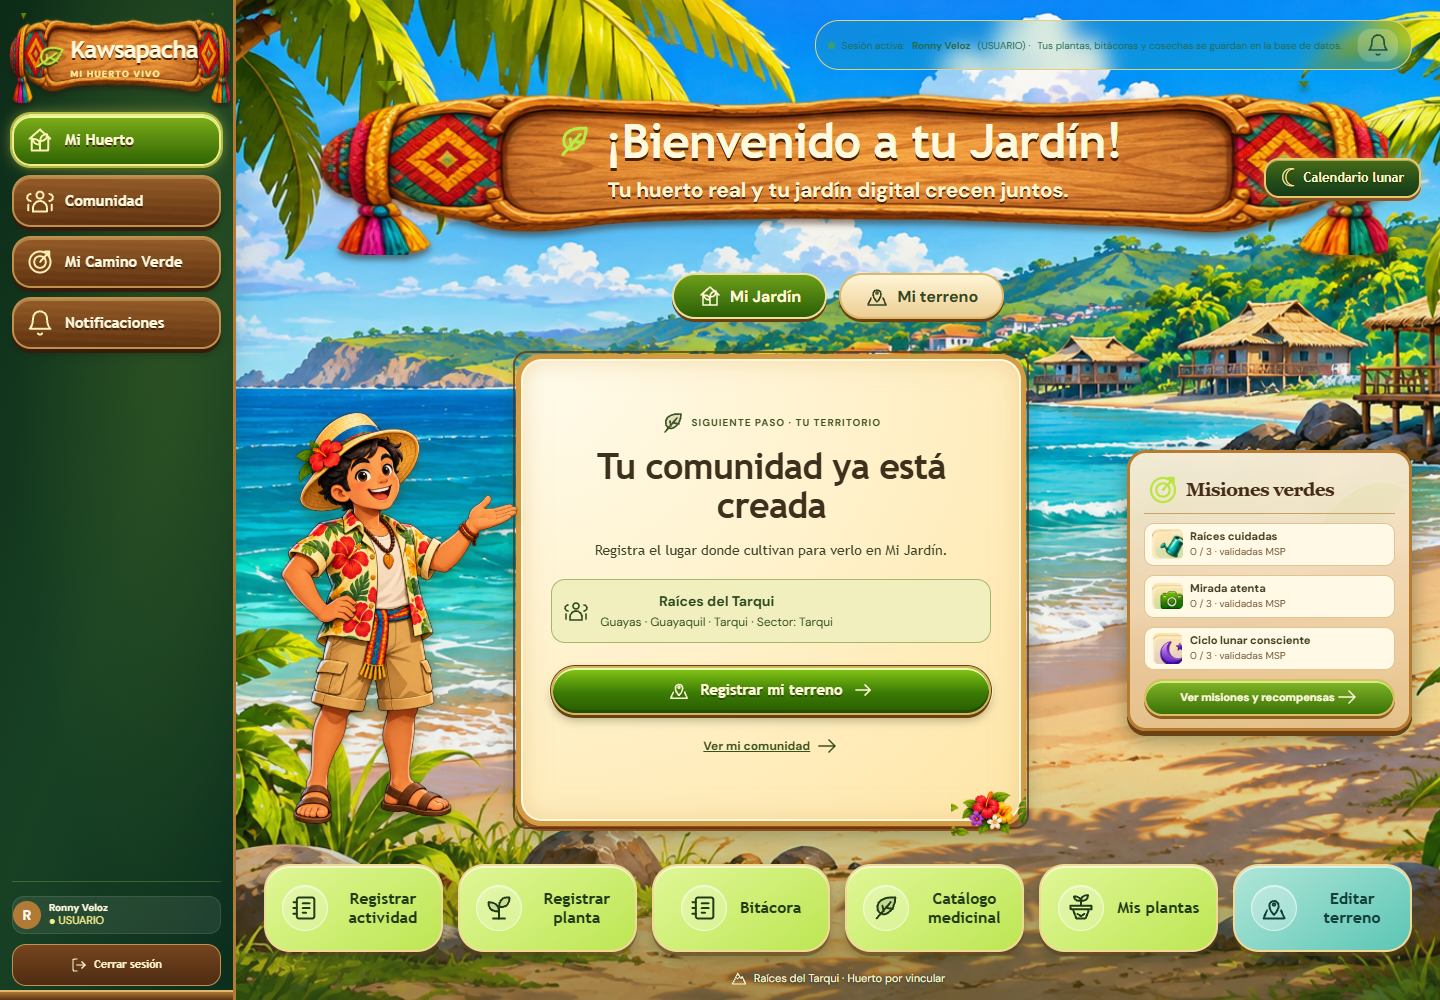 Kawsapacha
MI HUERTO VIVO
Mi Huerto
Comunidad
Mi Camino Verde
Notificaciones
Ronny Veloz
R
● USUARIO
Cerrar sesión
Sesión activa: Ronny Veloz (USUARIO) · Tus plantas, bitácoras y cosechas se guardan en la base de datos.
¡Bienvenido a tu Jardín!
Tu huerto real y tu jardín digital crecen juntos.
Calendario lunar
Mi Jardín
Mi terreno
SIGUIENTE PASO · TU TERRITORIO
Tu comunidad ya está
creada
Registra el lugar donde cultivan para verlo en Mi Jardín.
Raíces del Tarqui
Guayas · Guayaquil · Tarqui · Sector: Tarqui
Registrar mi terreno →
Ver mi comunidad →
Misiones verdes
Raíces cuidadas
0 / 3 · validadas MSP
Mirada atenta
0 / 3 · validadas MSP
Ciclo lunar consciente
0 / 3 · validadas MSP
Ver misiones y recompensas →
Registrar
actividad
Registrar
planta
Bitácora
Catálogo
medicinal
Mis plantas
Editar
terreno
Raíces del Tarqui · Huerto por vincular